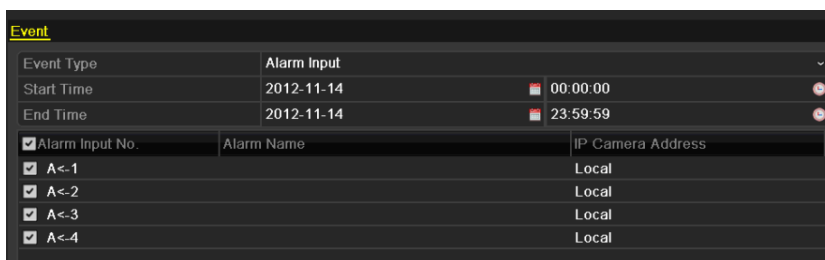 Event
Event Type Alarm Input
Start Time 2012-11-14 00:00:00
End Time 2012-11-14 23:59:59
Alarm Input No. Alarm Name IP Camera Address
A<-1 Local
A<-2 Local
A<-3 Local
A<-4 Local